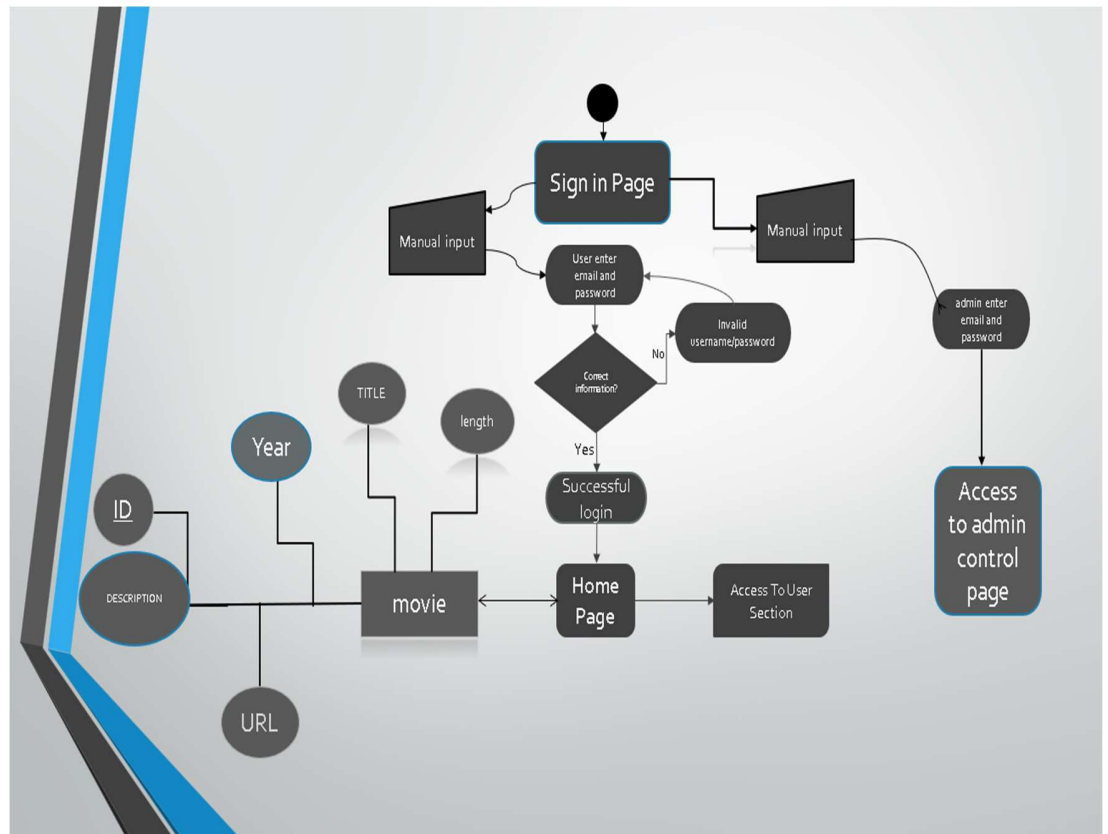 Sign in Page
Manual input
Manual input
User enter
email and
password
admin enter
email and
password
Invalid
username/password
No
Correct
information?
Yes
TITLE
length
Year
ID
DESCRIPTION
URL
movie
Successful
login
Home
Page
Access To User
Section
Access
to admin
control
page